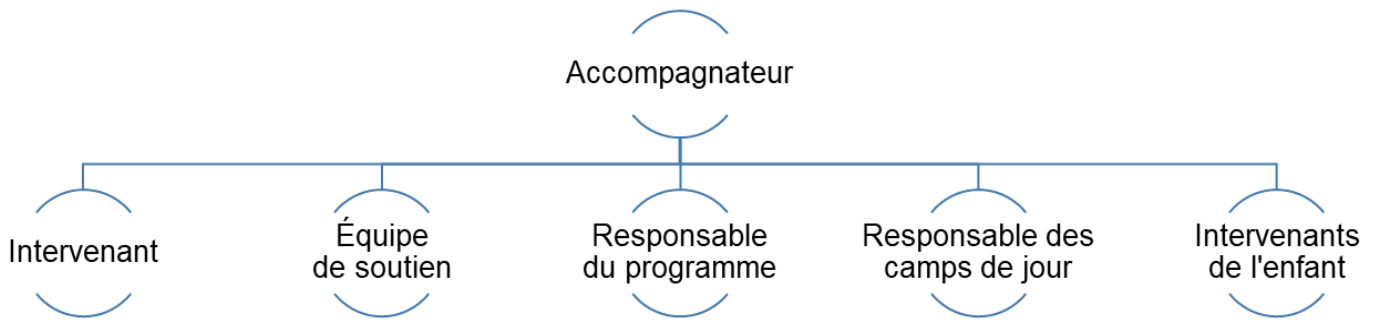 Accompagnateur
Intervenant
Équipe
de soutien
Responsable
du programme
Responsable des
camps de jour
Intervenants
de l'enfant